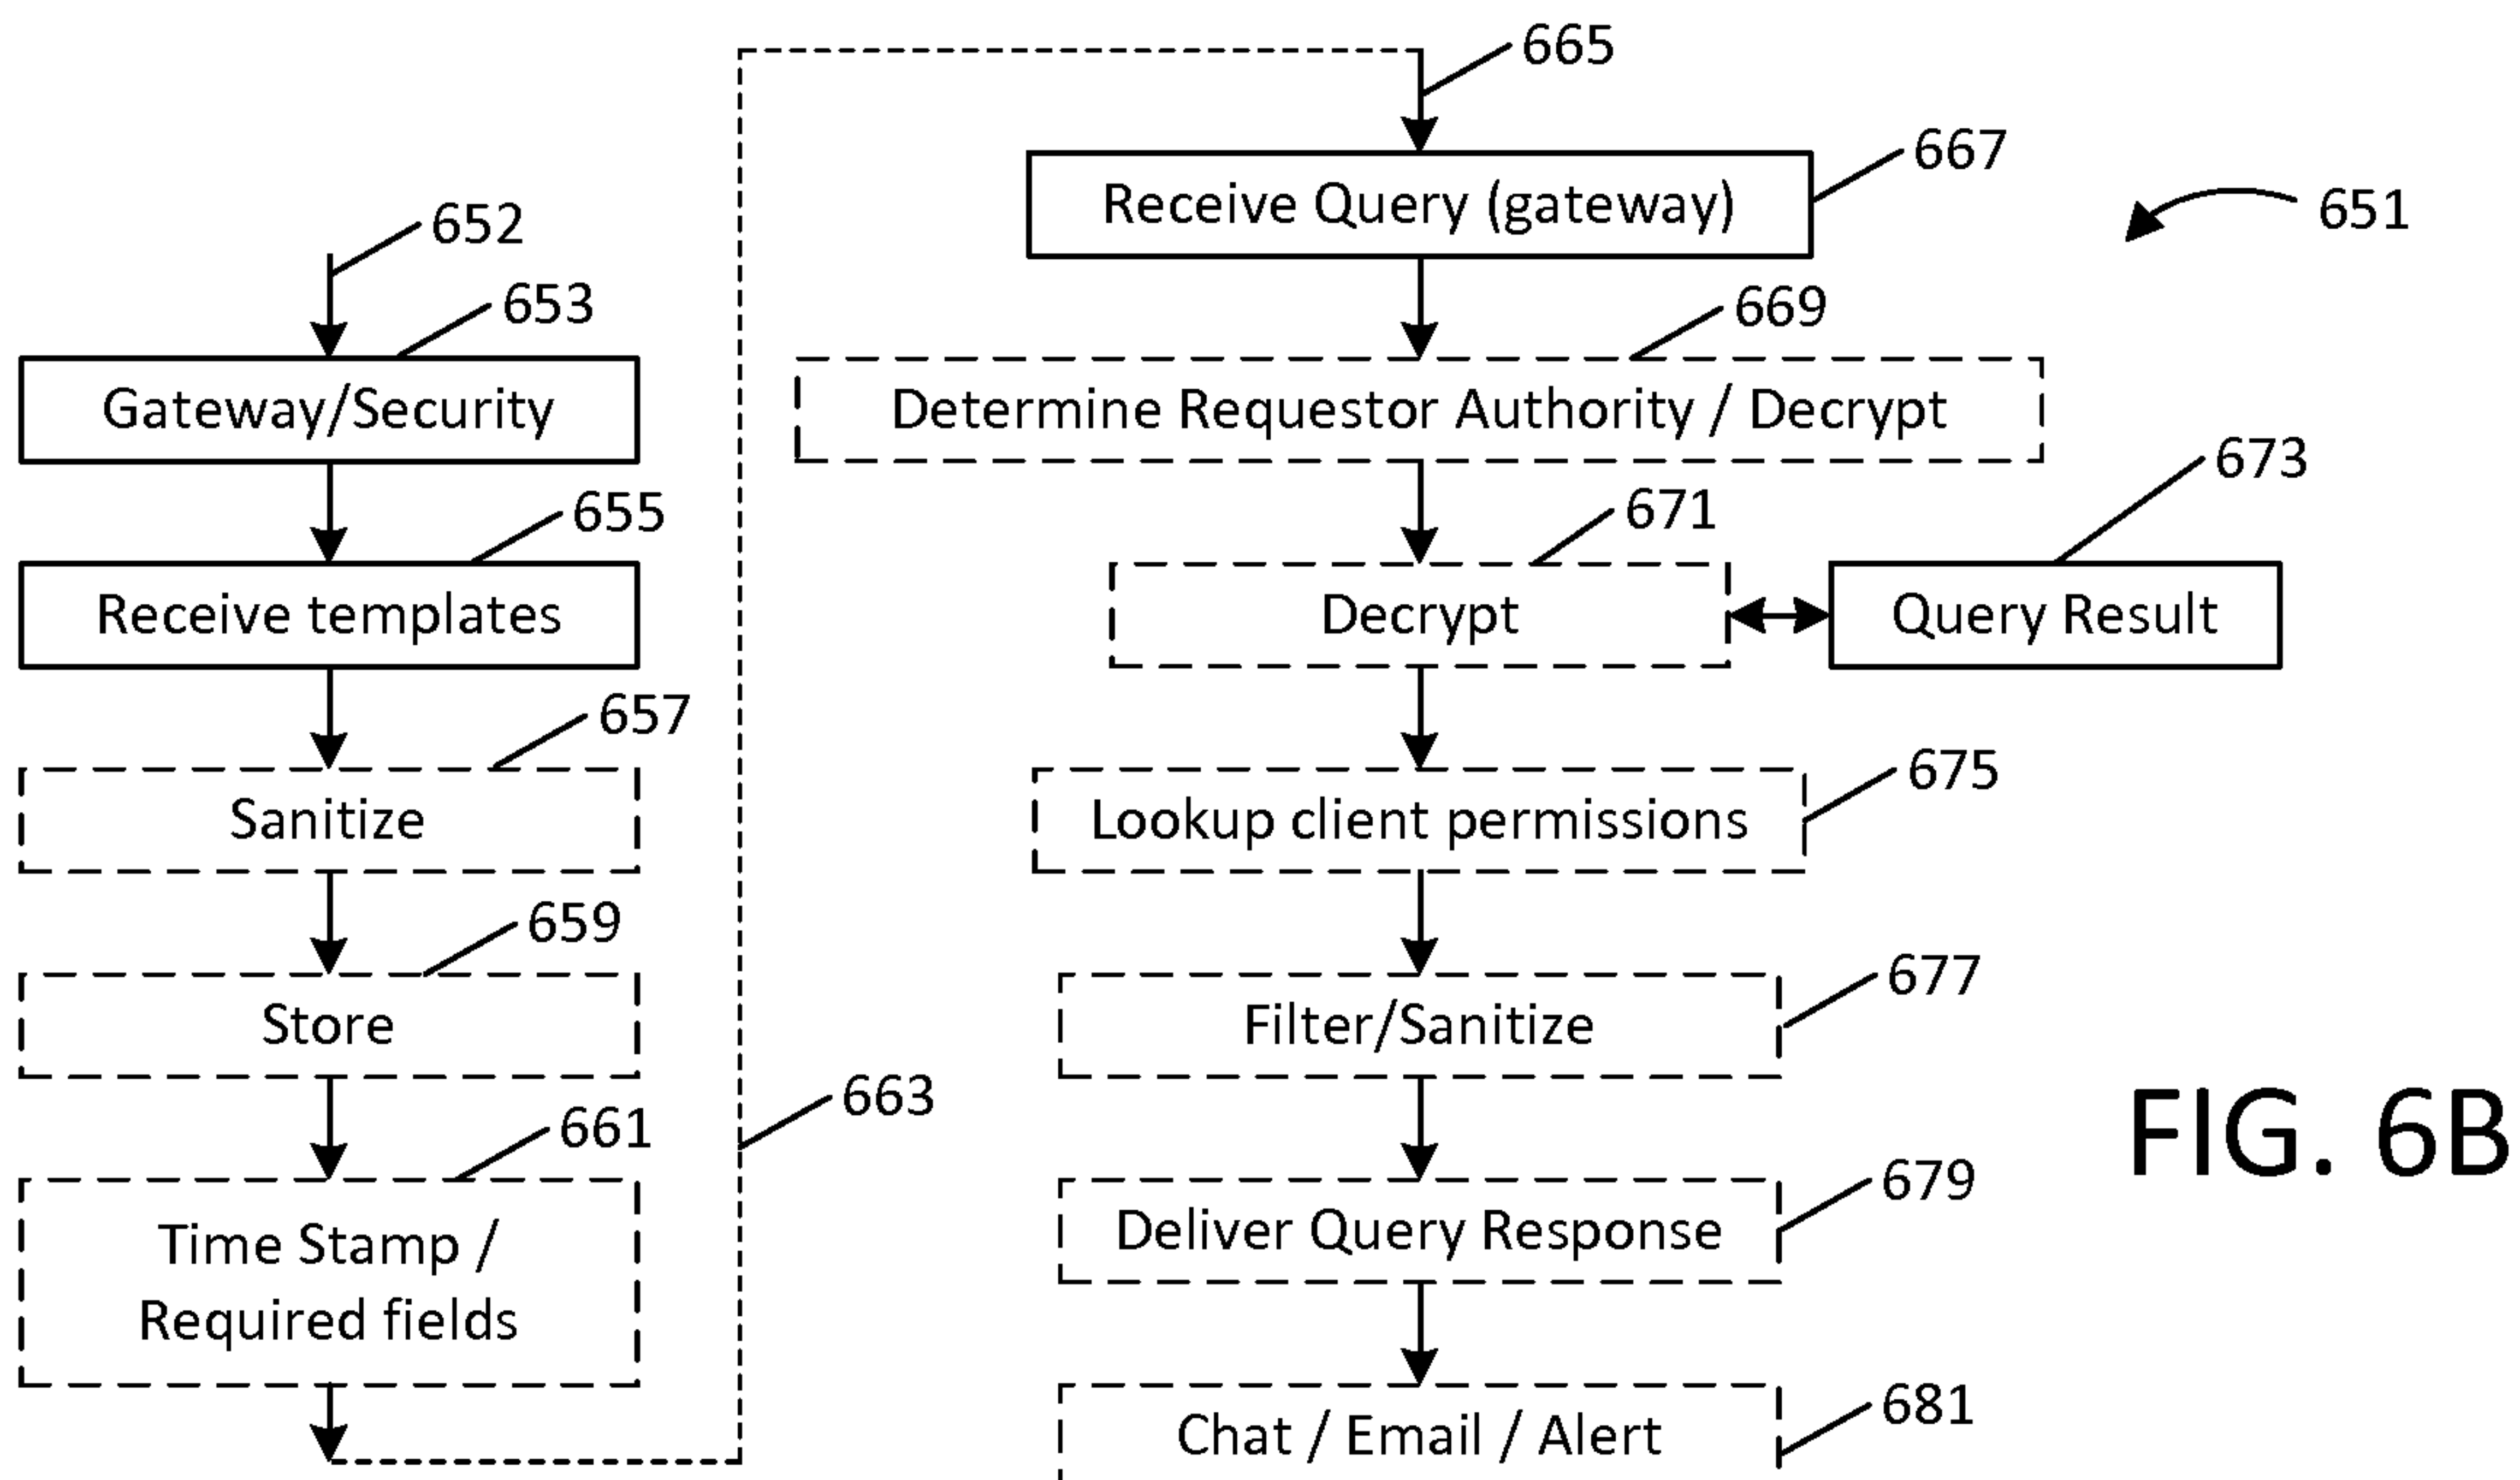 652
653
Gateway/Security
655
Receive templates
657
Sanitize
659
Store
661
Time Stamp /
Required fields
663
665
667
Receive Query (gateway)
651
669
Determine Requestor Authority / Decrypt
671
673
Decrypt
Query Result
675
Lookup client permissions
677
Filter/Sanitize
679
Deliver Query Response
681
Chat / Email / Alert
FIG. 6B